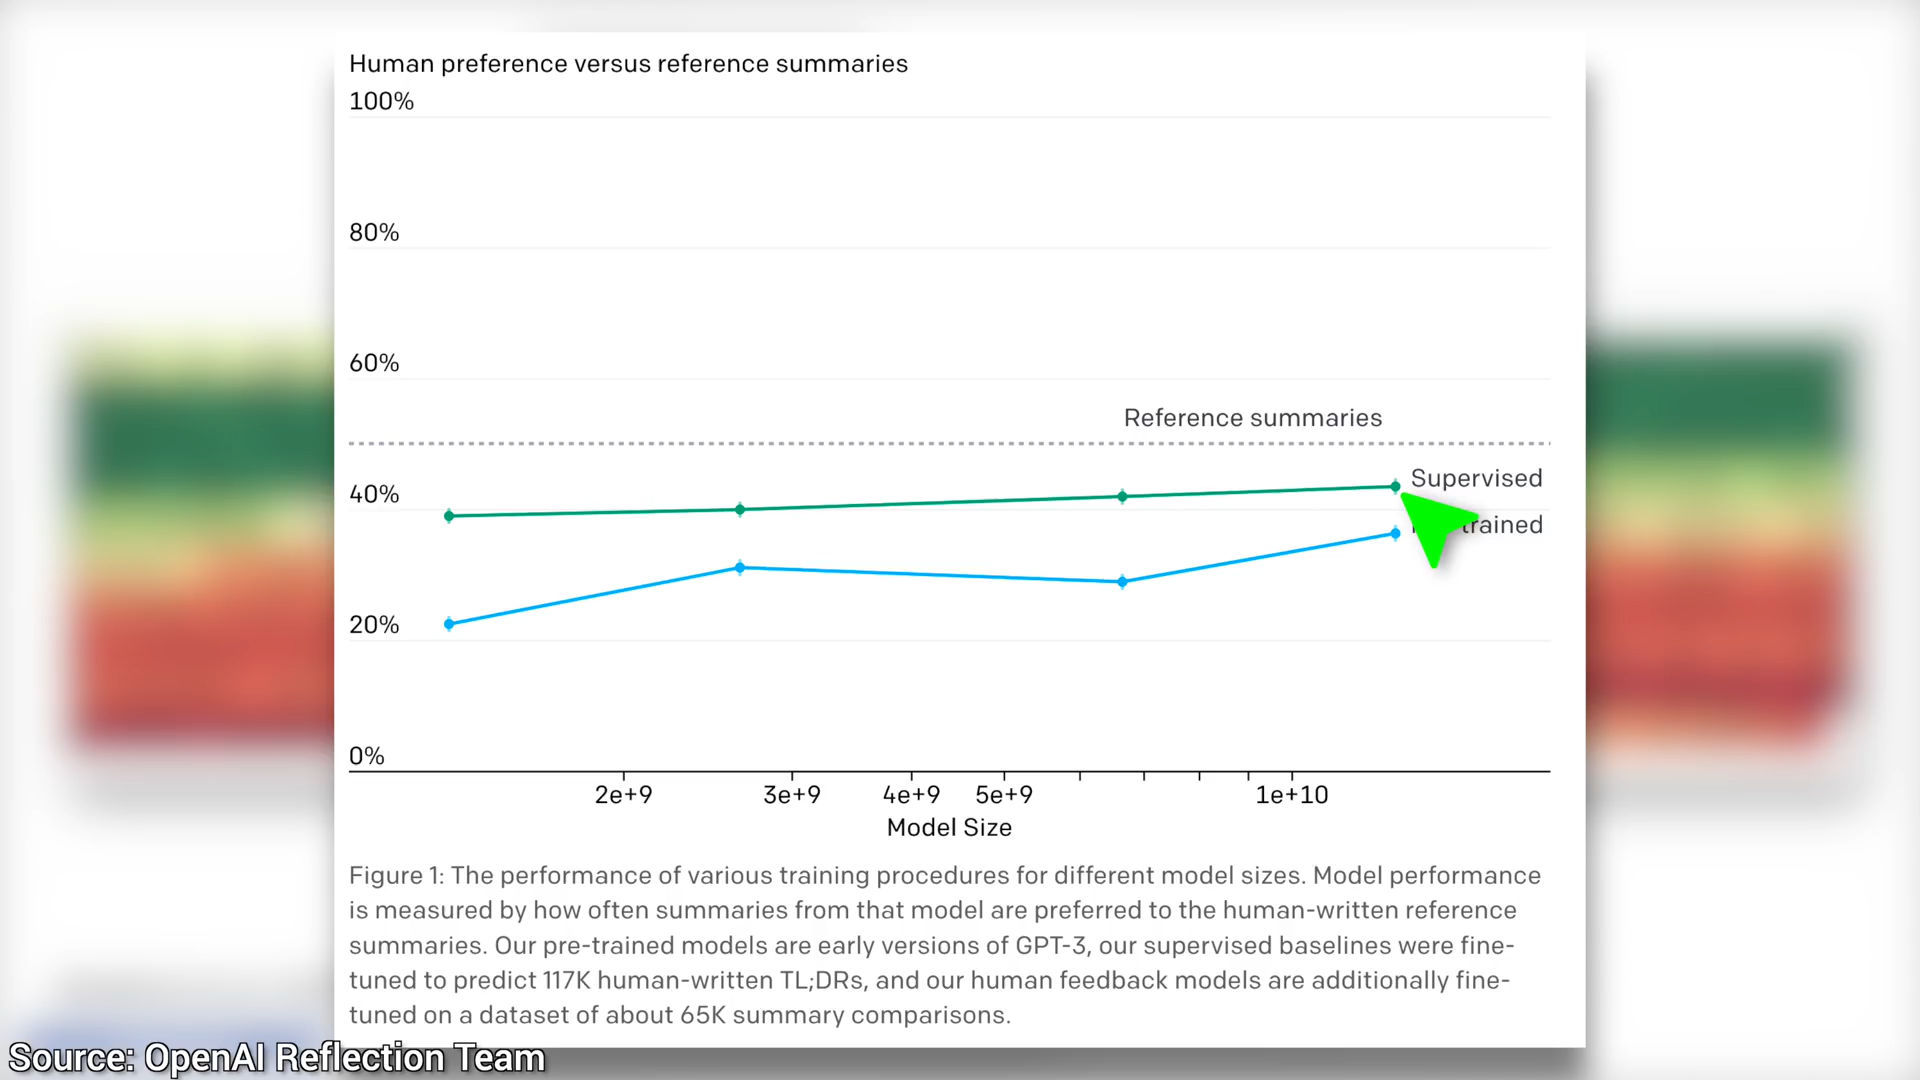 Human preference versus reference summaries
100%
80%
60%
Reference summaries
Supervised
40%
trained
20%
0%
2e+9 3e+9 4e+9 5e+9 1e+10
Model Size
Figure 1: The performance of various training procedures for different model sizes. Model performance
is measured by how often summaries from that model are preferred to the human-written reference
summaries. Our pre-trained models are early versions of GPT-3, our supervised baselines were fine-
tuned to predict 117K human-written TL;DRs, and our human feedback models are additionally fine-
tuned on a dataset of about 65K summary comparisons.
Source: OpenAI Reflection Team